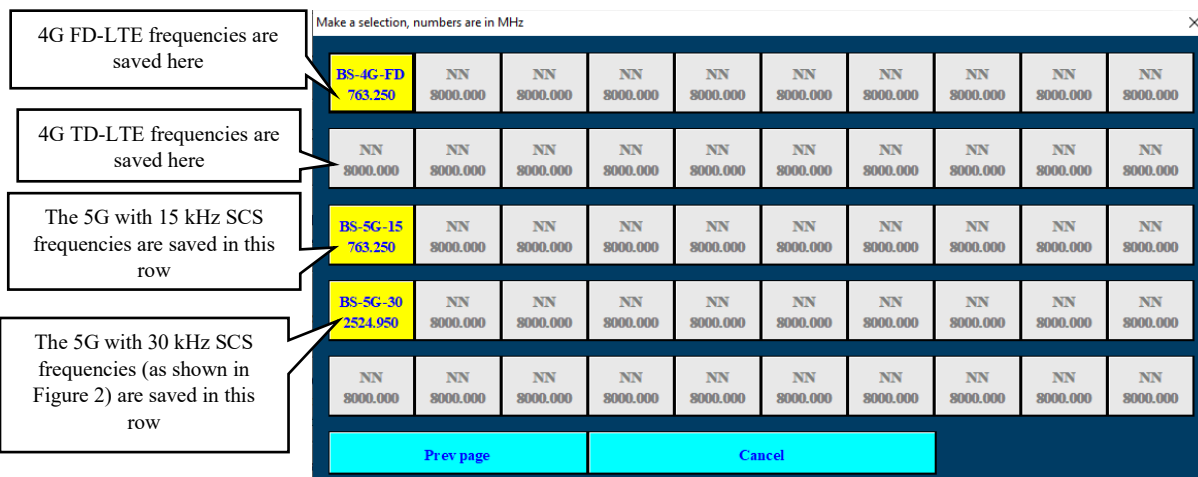 Make a selection, numbers are in MHz
4G FD-LTE frequencies are
saved here
BS-4G-FD NN NN NN NN NN NN NN NN NN
763.250 8000.000 8000.000 8000.000 8000.000 8000.000 8000.000 8000.000 8000.000 8000.000
4G TD-LTE frequencies are
saved here
NN NN NN NN NN NN NN NN NN NN
8000.000 8000.000 8000.000 8000.000 8000.000 8000.000 8000.000 8000.000 8000.000 8000.000
The 5G with 15 kHz SCS
frequencies are saved in this
row
BS-5G-15 NN NN NN NN NN NN NN NN NN
763.250 8000.000 8000.000 8000.000 8000.000 8000.000 8000.000 8000.000 8000.000 8000.000
The 5G with 30 kHz SCS
frequencies (as shown in
Figure 2) are saved in this
row
BS-5G-30 NN NN NN NN NN NN NN NN NN
2524.950 8000.000 8000.000 8000.000 8000.000 8000.000 8000.000 8000.000 8000.000 8000.000
NN NN NN NN NN NN NN NN NN NN
8000.000 8000.000 8000.000 8000.000 8000.000 8000.000 8000.000 8000.000 8000.000 8000.000
Prev page Cancel